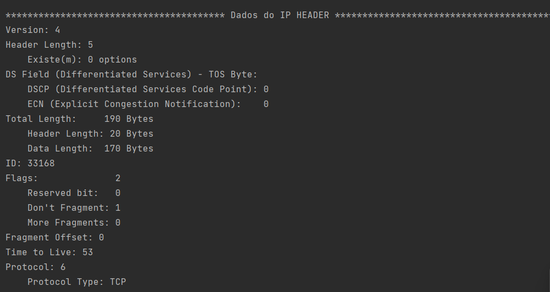 **************************************** Dados do IP HEADER ****************************************
Version: 4
Header Length: 5
Existe(m): 0 options
DS Field (Differentiated Services) - TOS Byte:
DSCP (Differentiated Services Code Point): 0
ECN (Explicit Congestion Notification): 0
Total Length: 190 Bytes
Header Length: 20 Bytes
Data Length: 170 Bytes
ID: 33168
Flags: 2
Reserved bit: 0
Don't Fragment: 1
More Fragments: 0
Fragment Offset: 0
Time to Live: 53
Protocol: 6
Protocol Type: TCP